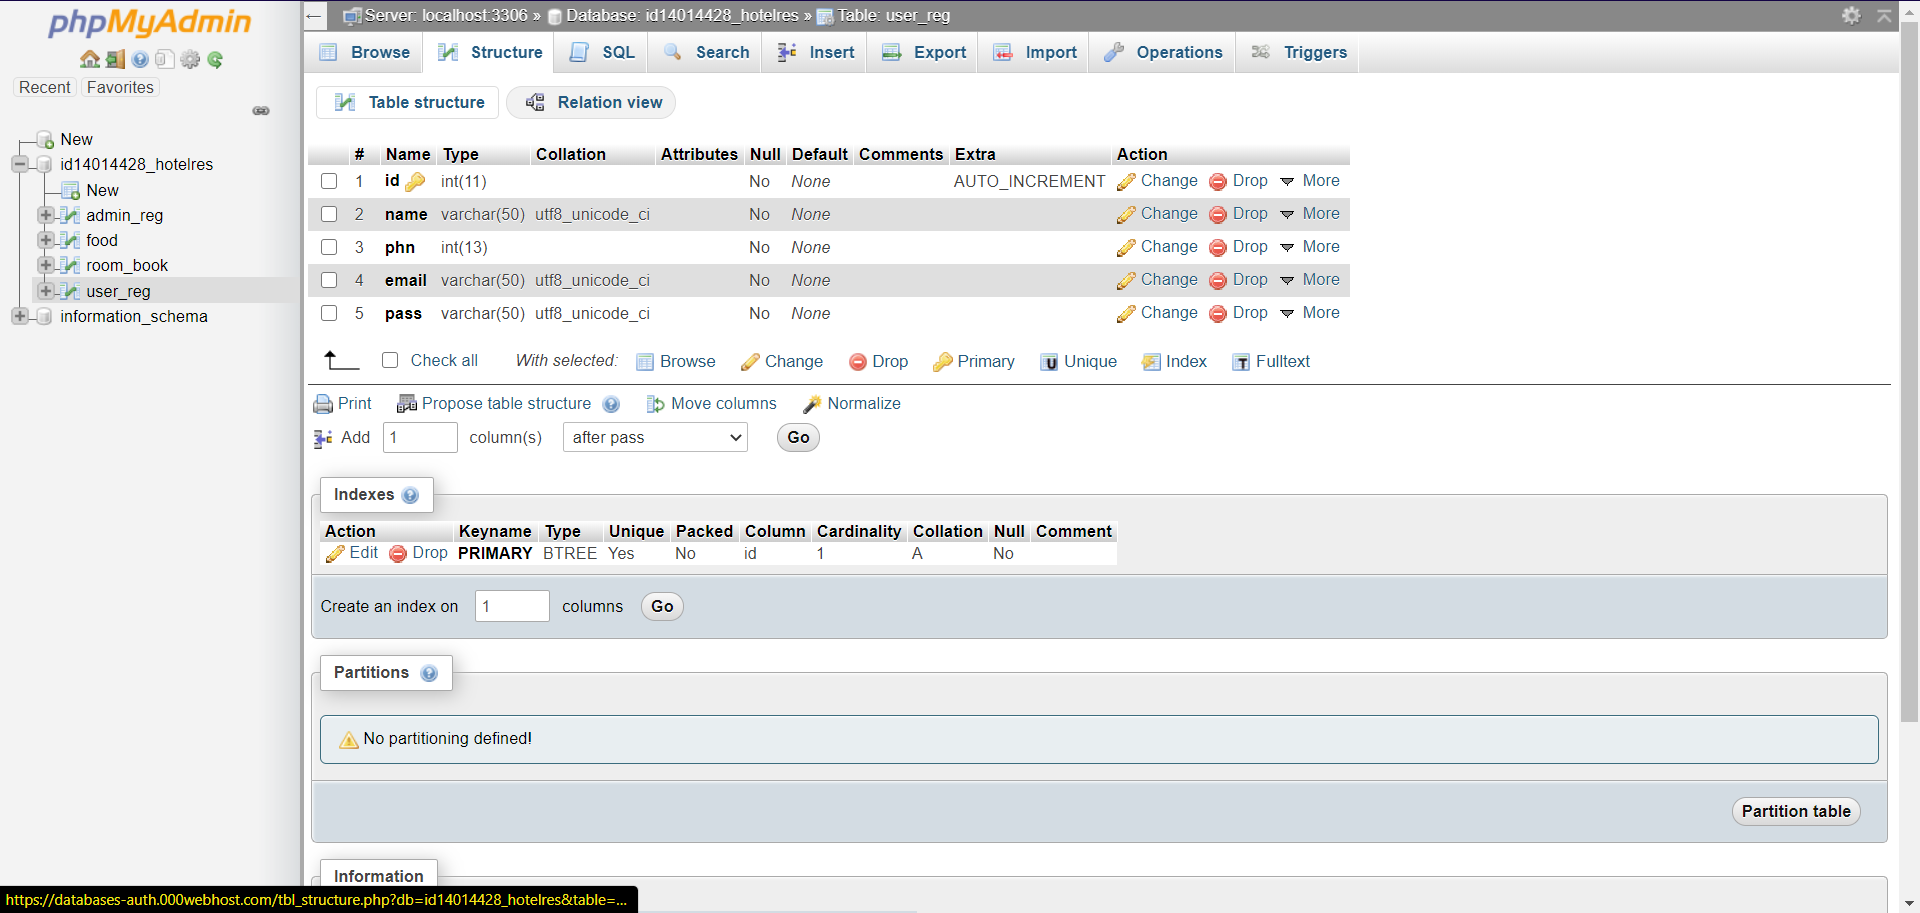 phpMyAdmin
Recent Favorites
New
id14014428_hotelres
New
admin_reg
food
room_book
user_reg
information_schema
Server: localhost:3306 » Database: id14014428_hotelres » Table: user_reg
Browse Structure SQL Search Insert Export Import Operations Triggers
Table structure Relation view
# Name Type Collation Attributes Null Default Comments Extra Action
1 id int(11) No None AUTO_INCREMENT Change Drop More
2 name varchar(50) utf8_unicode_ci No None Change Drop More
3 phn int(13) No None Change Drop More
4 email varchar(50) utf8_unicode_ci No None Change Drop More
5 pass varchar(50) utf8_unicode_ci No None Change Drop More
Check all With selected: Browse Change Drop Primary Unique Index Fulltext
Print Propose table structure Move columns Normalize
Add 1 column(s) after pass Go
Indexes
Action Keyname Type Unique Packed Column Cardinality Collation Null Comment
Edit Drop PRIMARY BTREE Yes No id 1 A No
Create an index on 1 columns Go
Partitions
No partitioning defined!
Partition table
Information
https://databases-auth.000webhost.com/tbl_structure.php?db=id14014428_hotelres&table=...